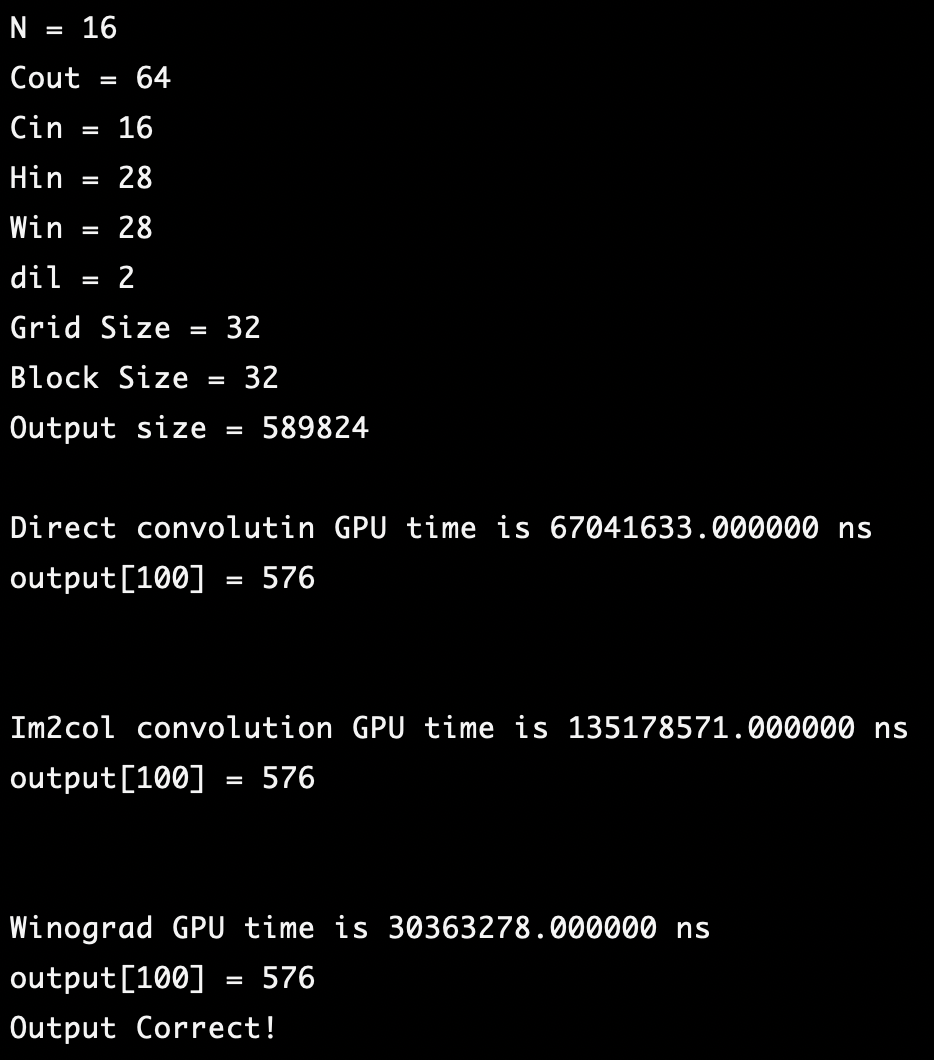 N = 16
Cout = 64
Cin = 16
Hin = 28
Win = 28
dil = 2
Grid Size = 32
Block Size = 32
Output size = 589824
Direct convolutin GPU time is 67041633.000000 ns
output[100] = 576
Im2col convolution GPU time is 135178571.000000 ns
output[100] = 576
Winograd GPU time is 30363278.000000 ns
output[100] = 576
Output Correct!